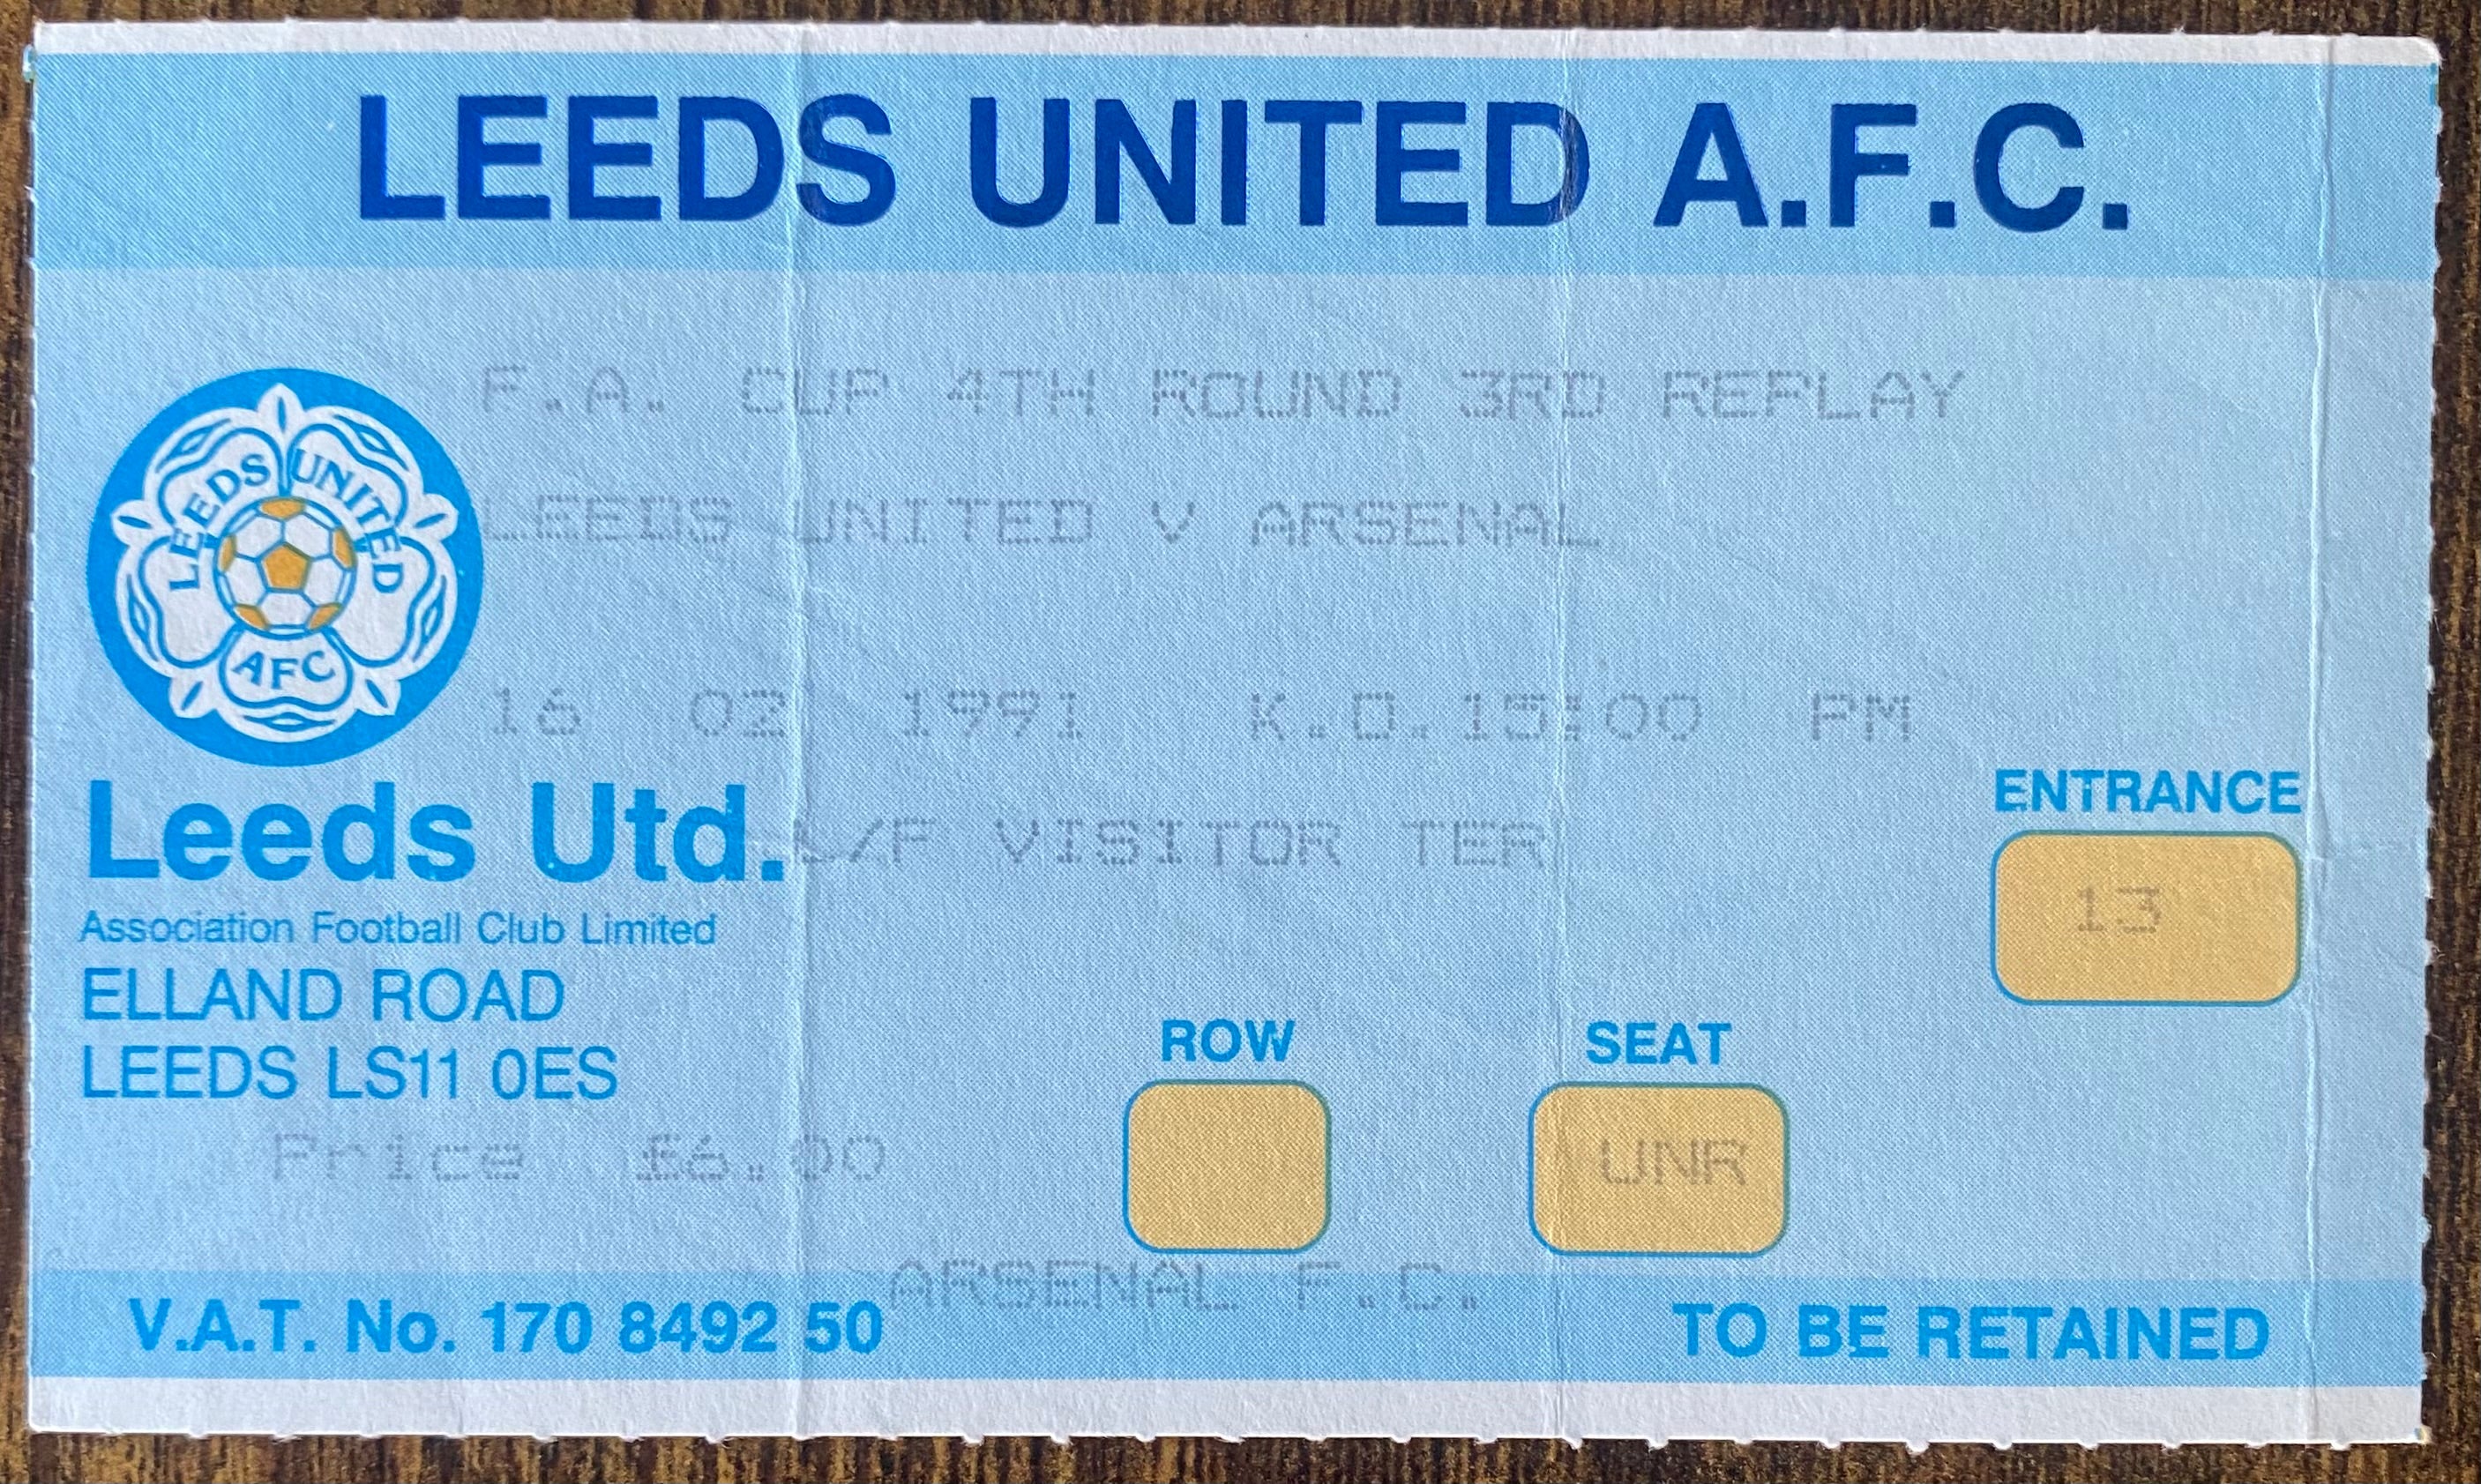 LEEDS UNITED A.F.C.
F.A. CUP 4TH ROUND 3RD REPLAY
LEEDS UNITED
AFC
LEEDS UNITED V ARSENAL
16 02 1991 K.O.15:00 PM
Leeds Utd.
/F VISITOR TER
ENTRANCE
13
Association Football Club Limited
ELLAND ROAD
LEEDS LS11 0ES
ROW
SEAT
UNR
Price £6.00
ARSENAL F.C.
V.A.T. No. 170 8492 50
TO BE RETAINED